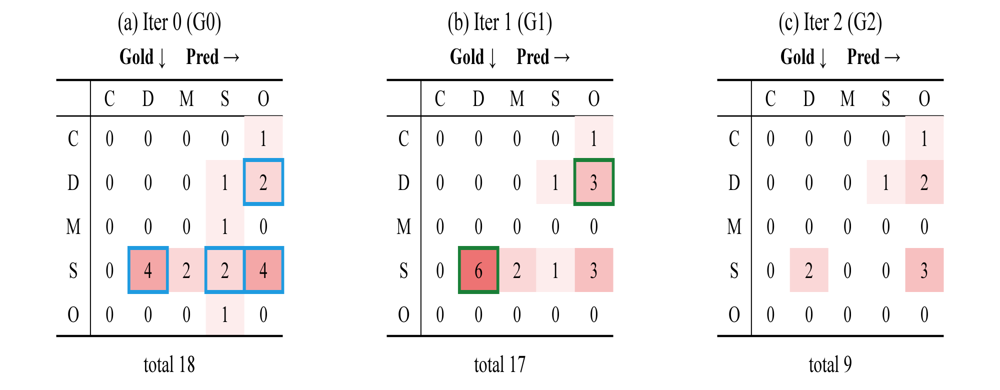 (a) Iter 0 (G0)
Gold ↓ Pred →
C D M S O
C 0 0 0 0 1
D 0 0 0 1 2
M 0 0 0 1 0
S 0 4 2 2 4
O 0 0 0 1 0
total 18
(b) Iter 1 (G1)
Gold ↓ Pred →
C D M S O
C 0 0 0 0 1
D 0 0 0 1 3
M 0 0 0 0 0
S 0 6 2 1 3
O 0 0 0 0 0
total 17
(c) Iter 2 (G2)
Gold ↓ Pred →
C D M S O
C 0 0 0 0 1
D 0 0 0 1 2
M 0 0 0 0 0
S 0 2 0 0 3
O 0 0 0 0 0
total 9